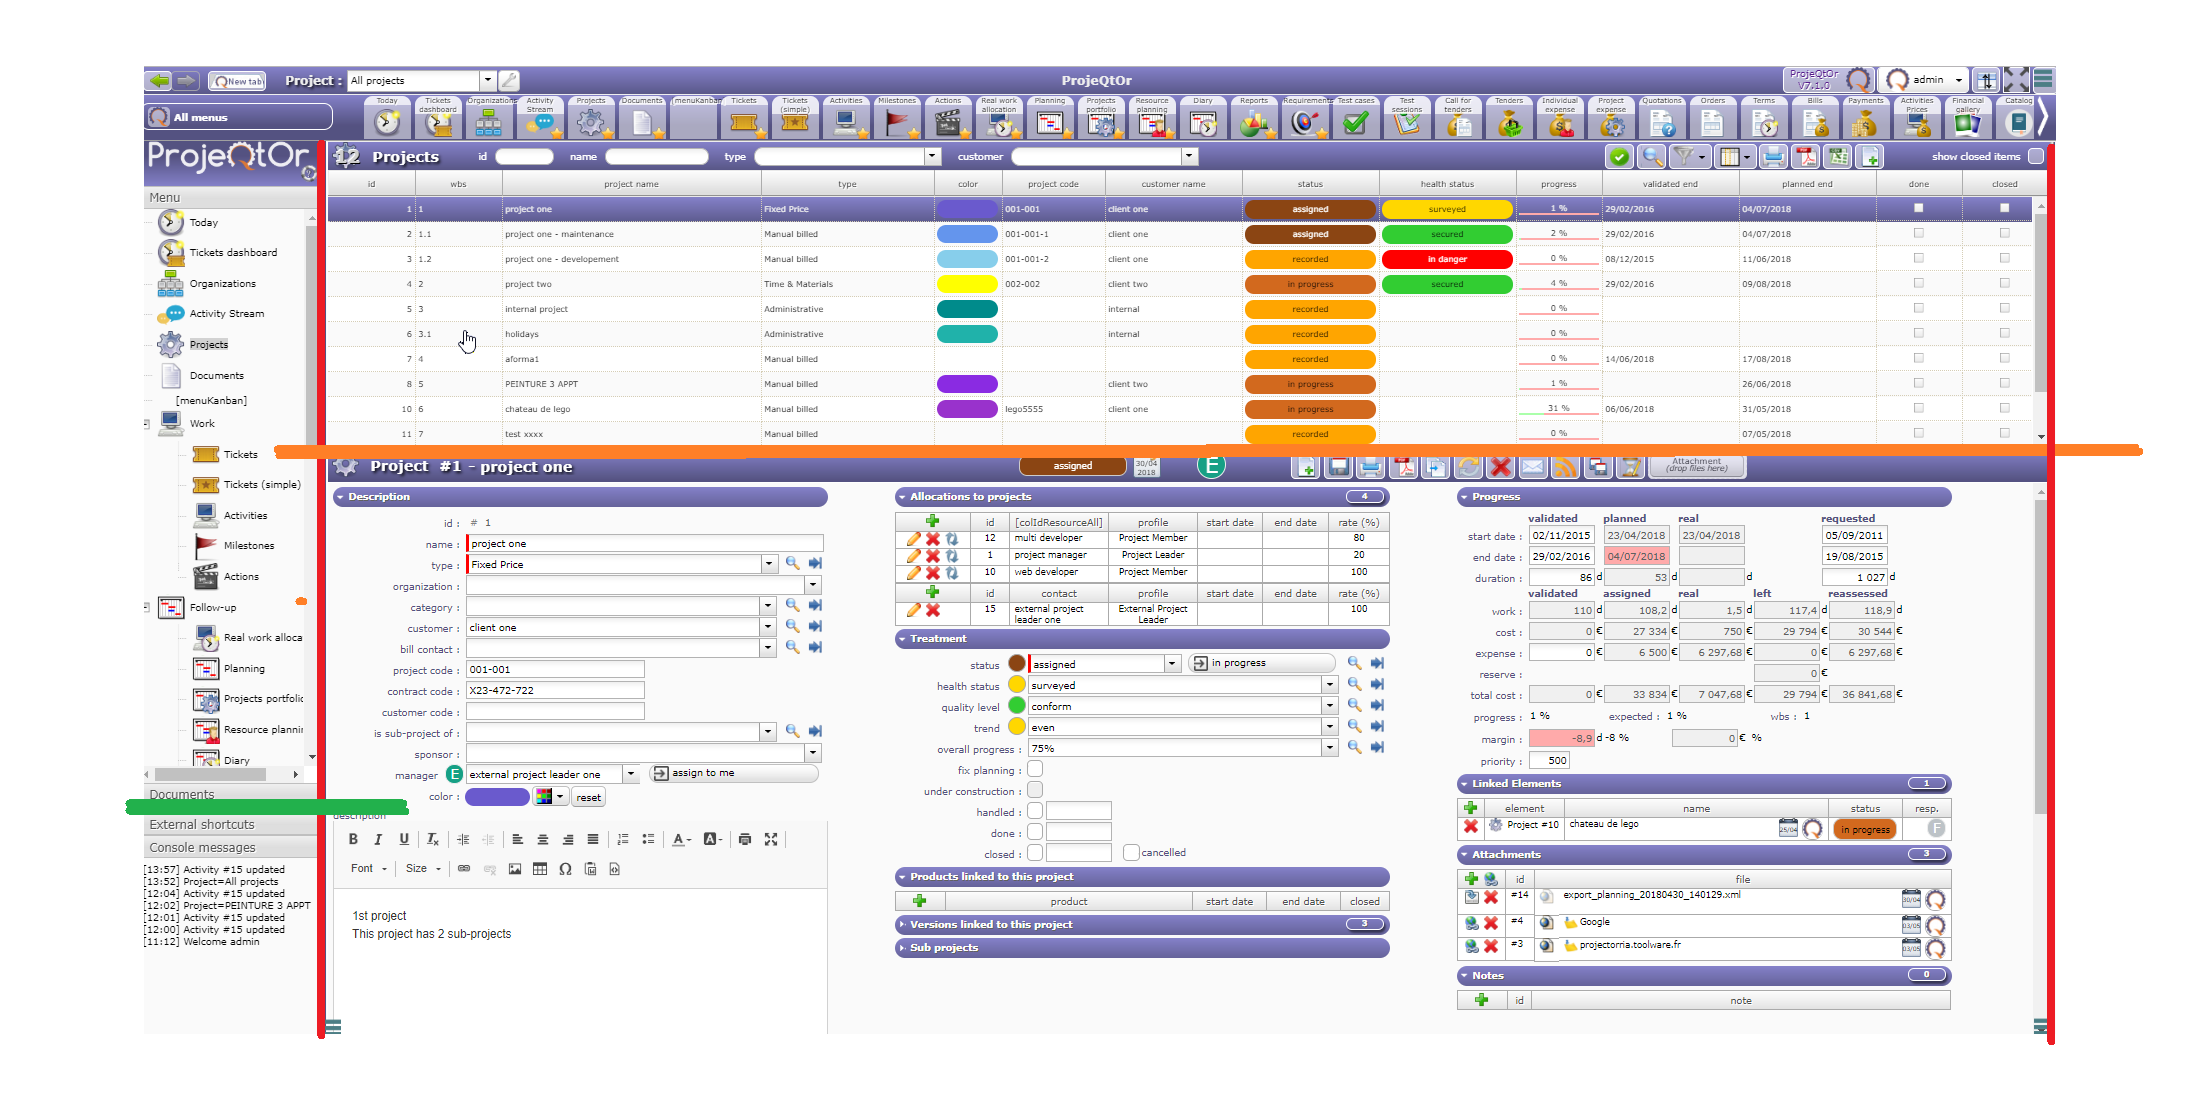 New tab Project : All projects ProjeQtOr ProjeQtOr V7.1.0 admin
All menus Today Tickets dashboard Organizations Activity Stream Projects Documents [menuKanban] Tickets Tickets (simple) Activities Milestones Actions Real work allocation Planning Projects portfolio Resource planning Diary Reports Requirements Test cases Test sessions Call for tenders Tenders Individual expense Project expense Quotations Orders Terms Bills Payments Activities Prices Financial gallery Catalog
ProjeQtOr
12 Projects id name type customer show closed items
id wbs project name type color project code customer name status health status progress validated end planned end done closed
1 1 project one Fixed Price 001-001 client one assigned surveyed 1 % 29/02/2016 04/07/2018
2 1.1 project one - maintenance Manual billed 001-001-1 client one assigned secured 2 % 29/02/2016 04/07/2018
3 1.2 project one - developement Manual billed 001-001-2 client one recorded in danger 0 % 08/12/2015 11/06/2018
4 2 project two Time & Materials 002-002 client two in progress secured 4 % 29/02/2016 09/08/2018
5 3 internal project Administrative internal recorded 0 %
6 3.1 holidays Administrative internal recorded 0 %
7 4 aforma1 Manual billed recorded 0 % 14/06/2018 17/08/2018
8 5 PEINTURE 3 APPT Manual billed client two in progress 1 % 26/06/2018
10 6 chateau de lego Manual billed lego5555 client one in progress 31 % 06/06/2018 31/05/2018
11 7 test xxxx Manual billed recorded 0 % 07/05/2018
Menu
Today
Tickets dashboard
Organizations
Activity Stream
Projects
Documents
[menuKanban]
Work
Tickets
Tickets (simple)
Activities
Milestones
Actions
Follow-up
Real work alloca
Planning
Projects portfolio
Resource plannin
Diary
Documents
External shortcuts
Console messages
[13:57] Activity #15 updated
[13:52] Project=All projects
[12:04] Activity #15 updated
[12:02] Project=PEINTURE 3 APPT
[12:01] Activity #15 updated
[12:00] Activity #15 updated
[11:12] Welcome admin
Project #1 - project one assigned 30/04 2018 E Attachment (drop files here)
Description
id : # 1
name : project one
type : Fixed Price
organization :
category :
customer : client one
bill contact :
project code : 001-001
contract code : X23-472-722
customer code :
is sub-project of :
sponsor :
manager E external project leader one assign to me
color : reset
description
B I U
Font Size
1st project
This project has 2 sub-projects
Allocations to projects 4
id [colIdResourceAll] profile start date end date rate (%)
12 multi developer Project Member 80
1 project manager Project Leader 20
10 web developer Project Member 100
id contact profile start date end date rate (%)
15 external project leader one External Project Leader 100
Treatment
status assigned in progress
health status surveyed
quality level conform
trend even
overall progress : 75%
fix planning :
under construction :
handled :
done :
closed : cancelled
Products linked to this project
product start date end date closed
Versions linked to this project 3
Sub projects
Progress
validated planned real requested
start date : 02/11/2015 23/04/2018 23/04/2018 05/09/2011
end date : 29/02/2016 04/07/2018 19/08/2015
duration : 86 d 53 d d 1 027 d
validated assigned real left reassessed
work : 110 d 108,2 d 1,5 d 117,4 d 118,9 d
cost : 0 € 27 334 € 750 € 29 794 € 30 544 €
expense : 0 € 6 500 € 6 297,68 € 0 € 6 297,68 €
reserve : 0 €
total cost : 0 € 33 834 € 7 047,68 € 29 794 € 36 841,68 €
progress : 1 % expected : 1 % wbs : 1
margin : -8,9 d -8 % 0 € %
priority : 500
Linked Elements 1
element name status resp.
Project #10 chateau de lego 25/04 in progress F
Attachments 3
id file
#14 export_planning_20180430_140129.xml 30/04
#4 Google 03/05
#3 projectorria.toolware.fr 03/05
Notes 0
id note